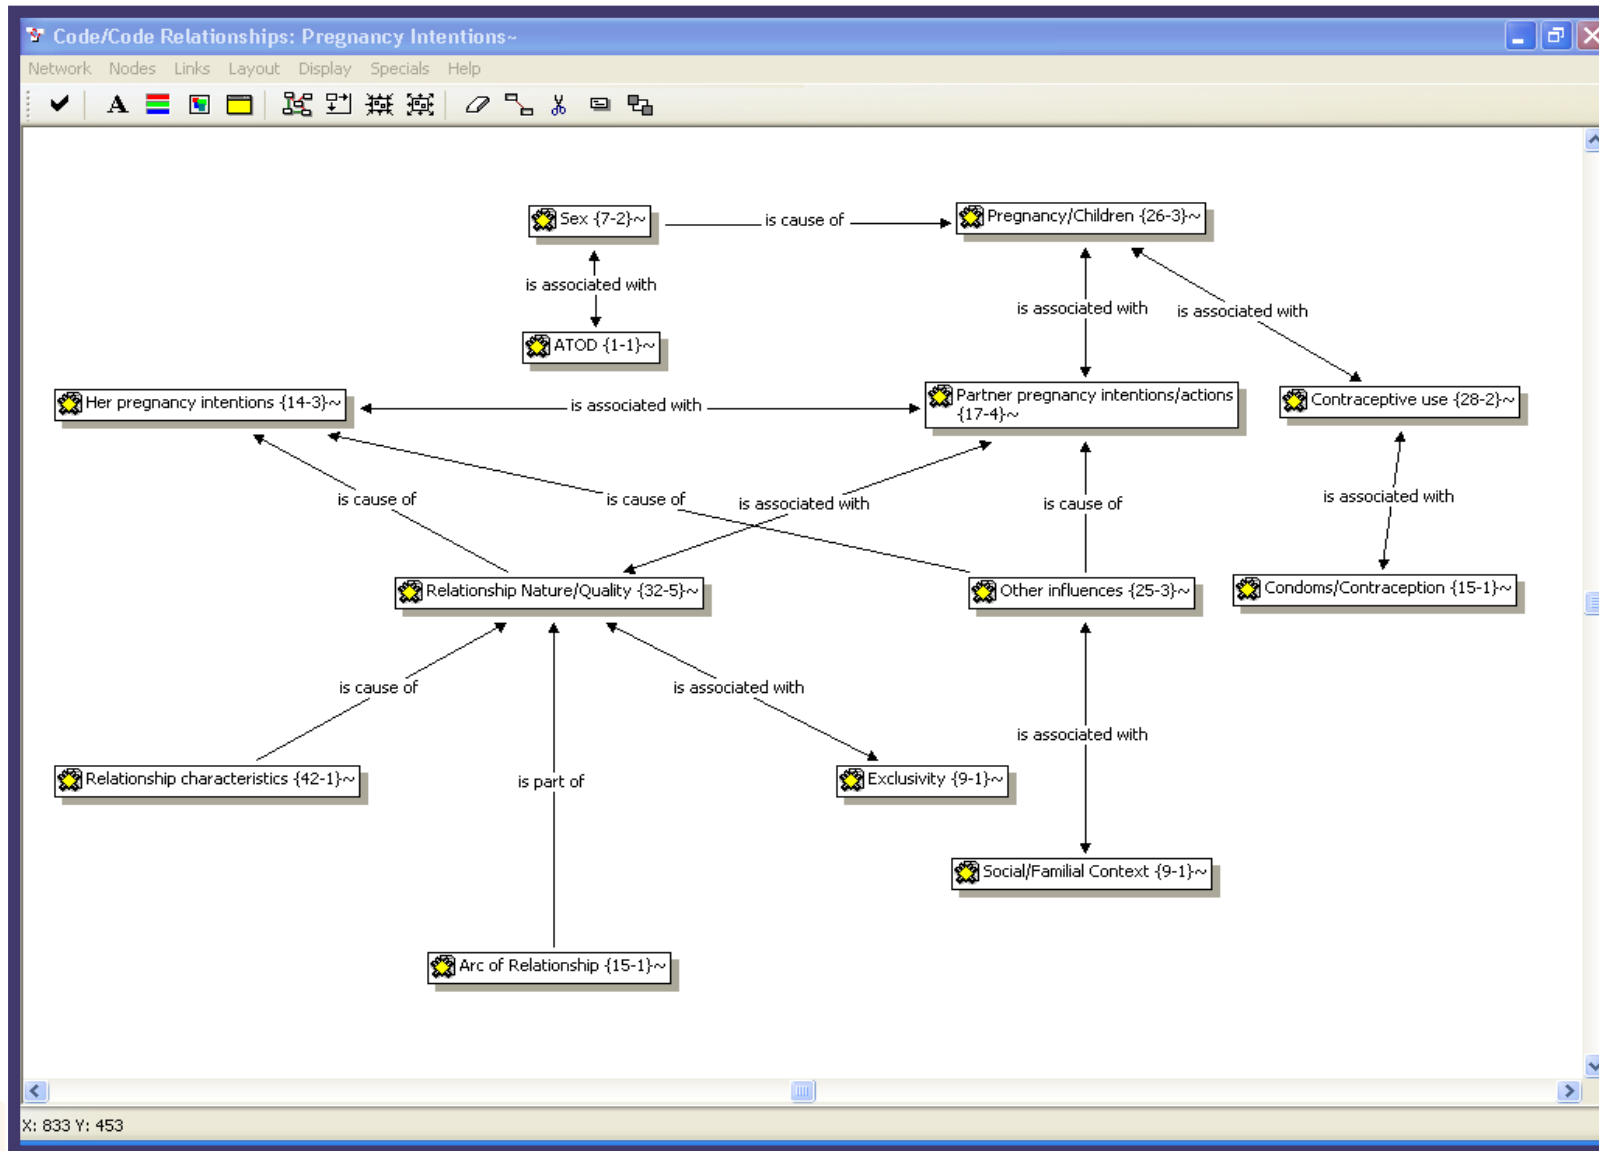 Code/Code Relationships: Pregnancy Intentions~
Network Nodes Links Layout Display Specials Help
A
Sex {7-2}~
is cause of
Pregnancy/Children {26-3}~
is associated with
is associated with
is associated with
ATOD {1-1}~
Her pregnancy intentions {14-3}~
is associated with
Partner pregnancy intentions/actions
{17-4}~
Contraceptive use {28-2}~
is cause of
is cause of
is associated with
is cause of
is associated with
Relationship Nature/Quality {32-5}~
Other influences {25-3}~
Condoms/Contraception {15-1}~
is cause of
is associated with
is associated with
Relationship characteristics {42-1}~
is part of
Exclusivity {9-1}~
Social/Familial Context {9-1}~
Arc of Relationship {15-1}~
X: 833 Y: 453